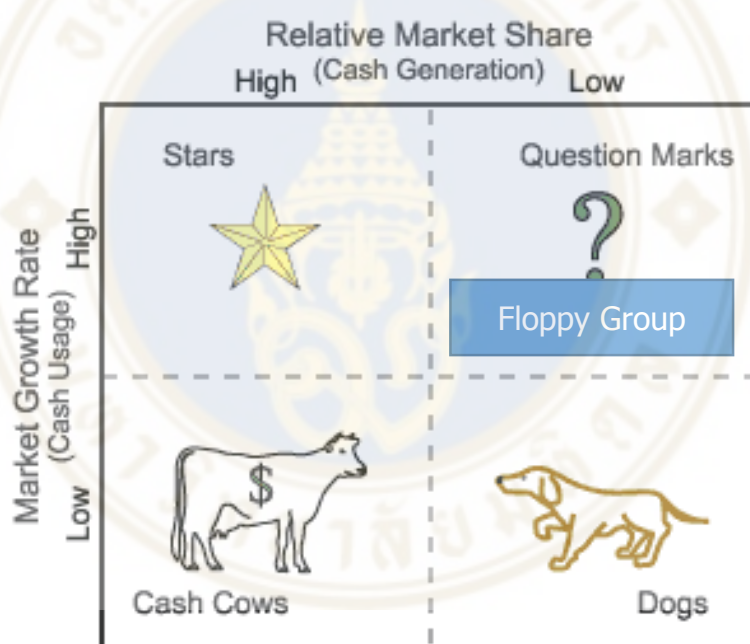 Relative Market Share
High (Cash Generation) Low
Stars
Question Marks
?
Floppy Group
Market Growth Rate
(Cash Usage)
High
Low
$
Cash Cows
Dogs